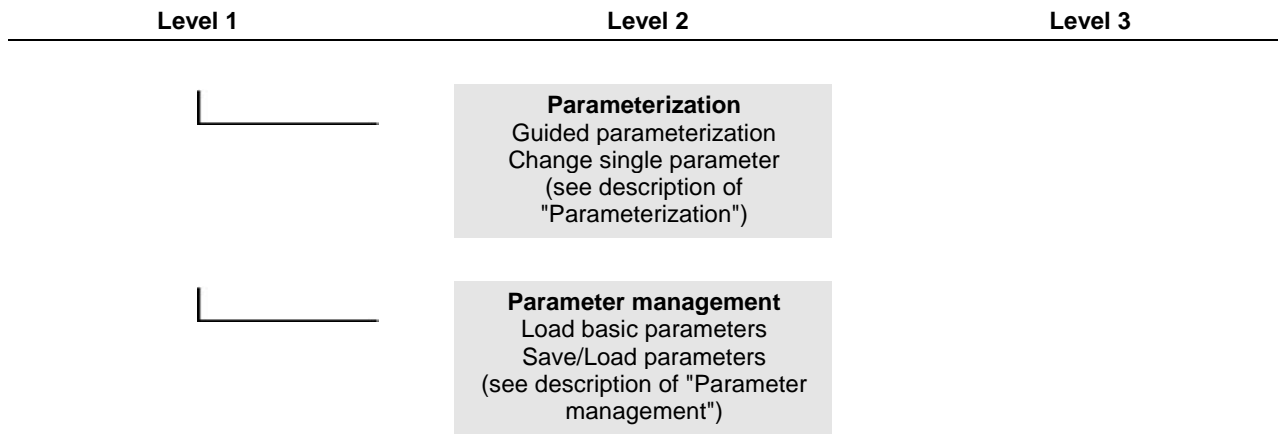 Level 1 Level 2 Level 3
Parameterization
Guided parameterization
Change single parameter
(see description of
"Parameterization")
Parameter management
Load basic parameters
Save/Load parameters
(see description of "Parameter
management")